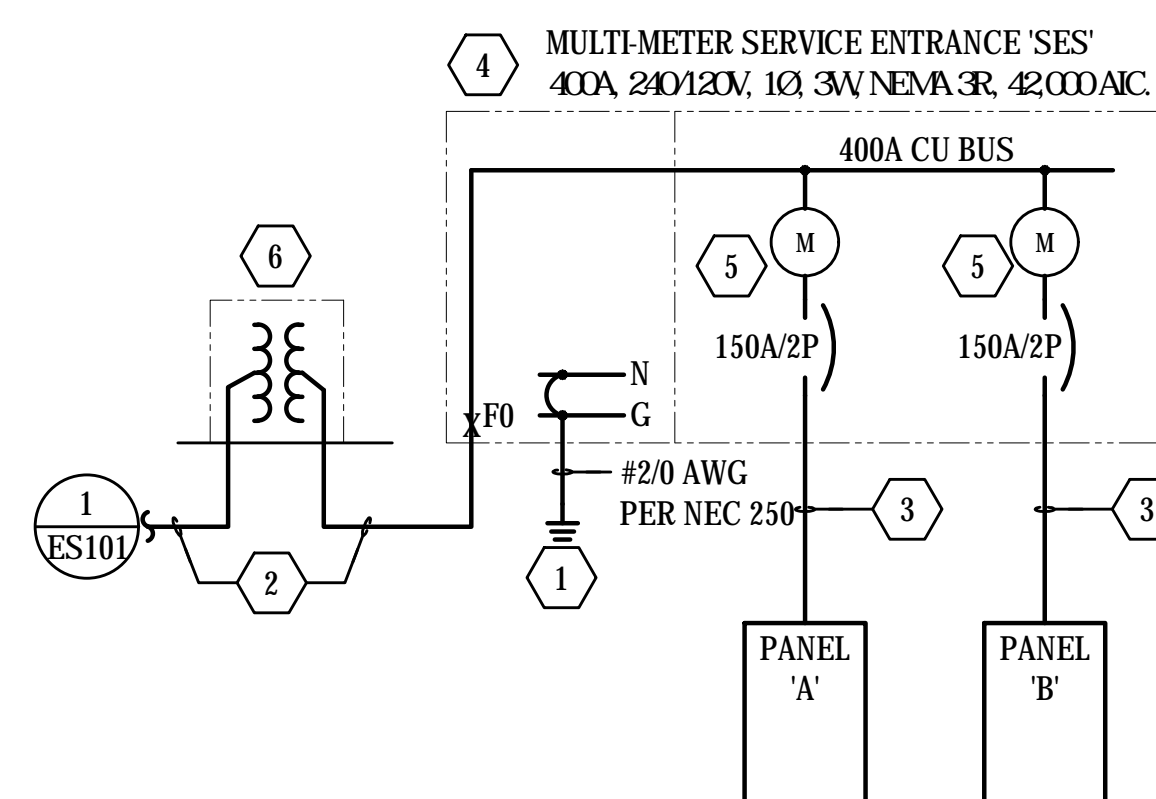 4
MULTI-METER SERVICE ENTRANCE 'SES'
400A, 240/120V, 1Ø, 3W, NEMA 3R, 42,000 AIC.
400A CU BUS
6
5
M
5
M
150A/2P
150A/2P
N
XF0
G
#2/0 AWG
PER NEC 250
3
3
1
ES101
2
1
PANEL
'A'
PANEL
'B'